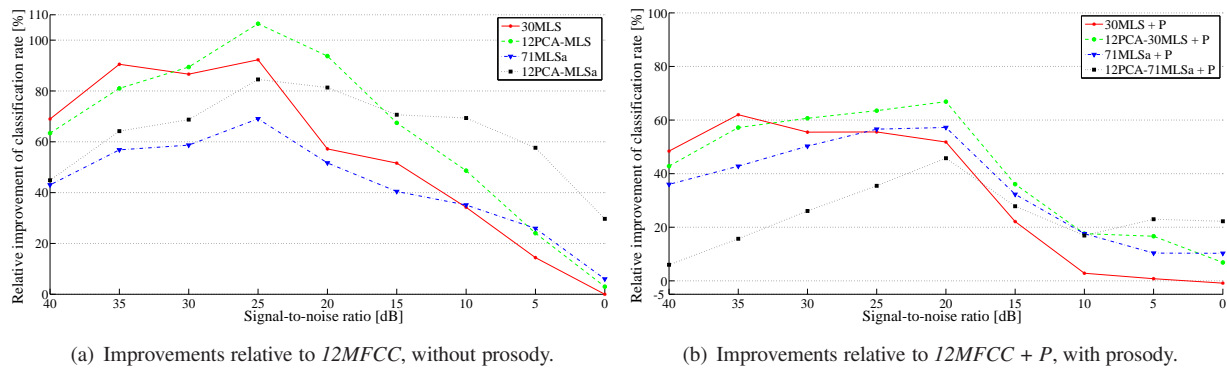 Relative improvement of classification rate [%]
110
100
80
60
40
20
0
40
35
30
25
20
15
10
5
0
Signal-to-noise ratio [dB]
30MLS
12PCA-MLS
71MLSa
12PCA-MLSa
(a) Improvements relative to 12MFCC, without prosody.
Relative improvement of classification rate [%]
100
80
60
40
20
0
-5
40
35
30
25
20
15
10
5
0
Signal-to-noise ratio [dB]
30MLS + P
12PCA-30MLS + P
71MLSa + P
12PCA-71MLSa + P
(b) Improvements relative to 12MFCC + P, with prosody.